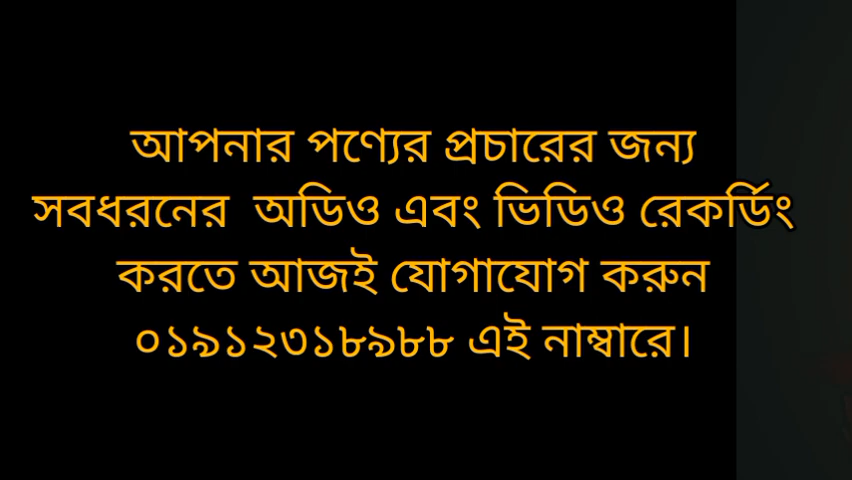 আপনার পণ্যের প্রচারের জন্য
সবধরনের অডিও এবং ভিডিও রেকর্ডিং
করতে আজই যোগাযোগ করুন
০১৯১২৩১৮৯৮৮ এই নাম্বারে।